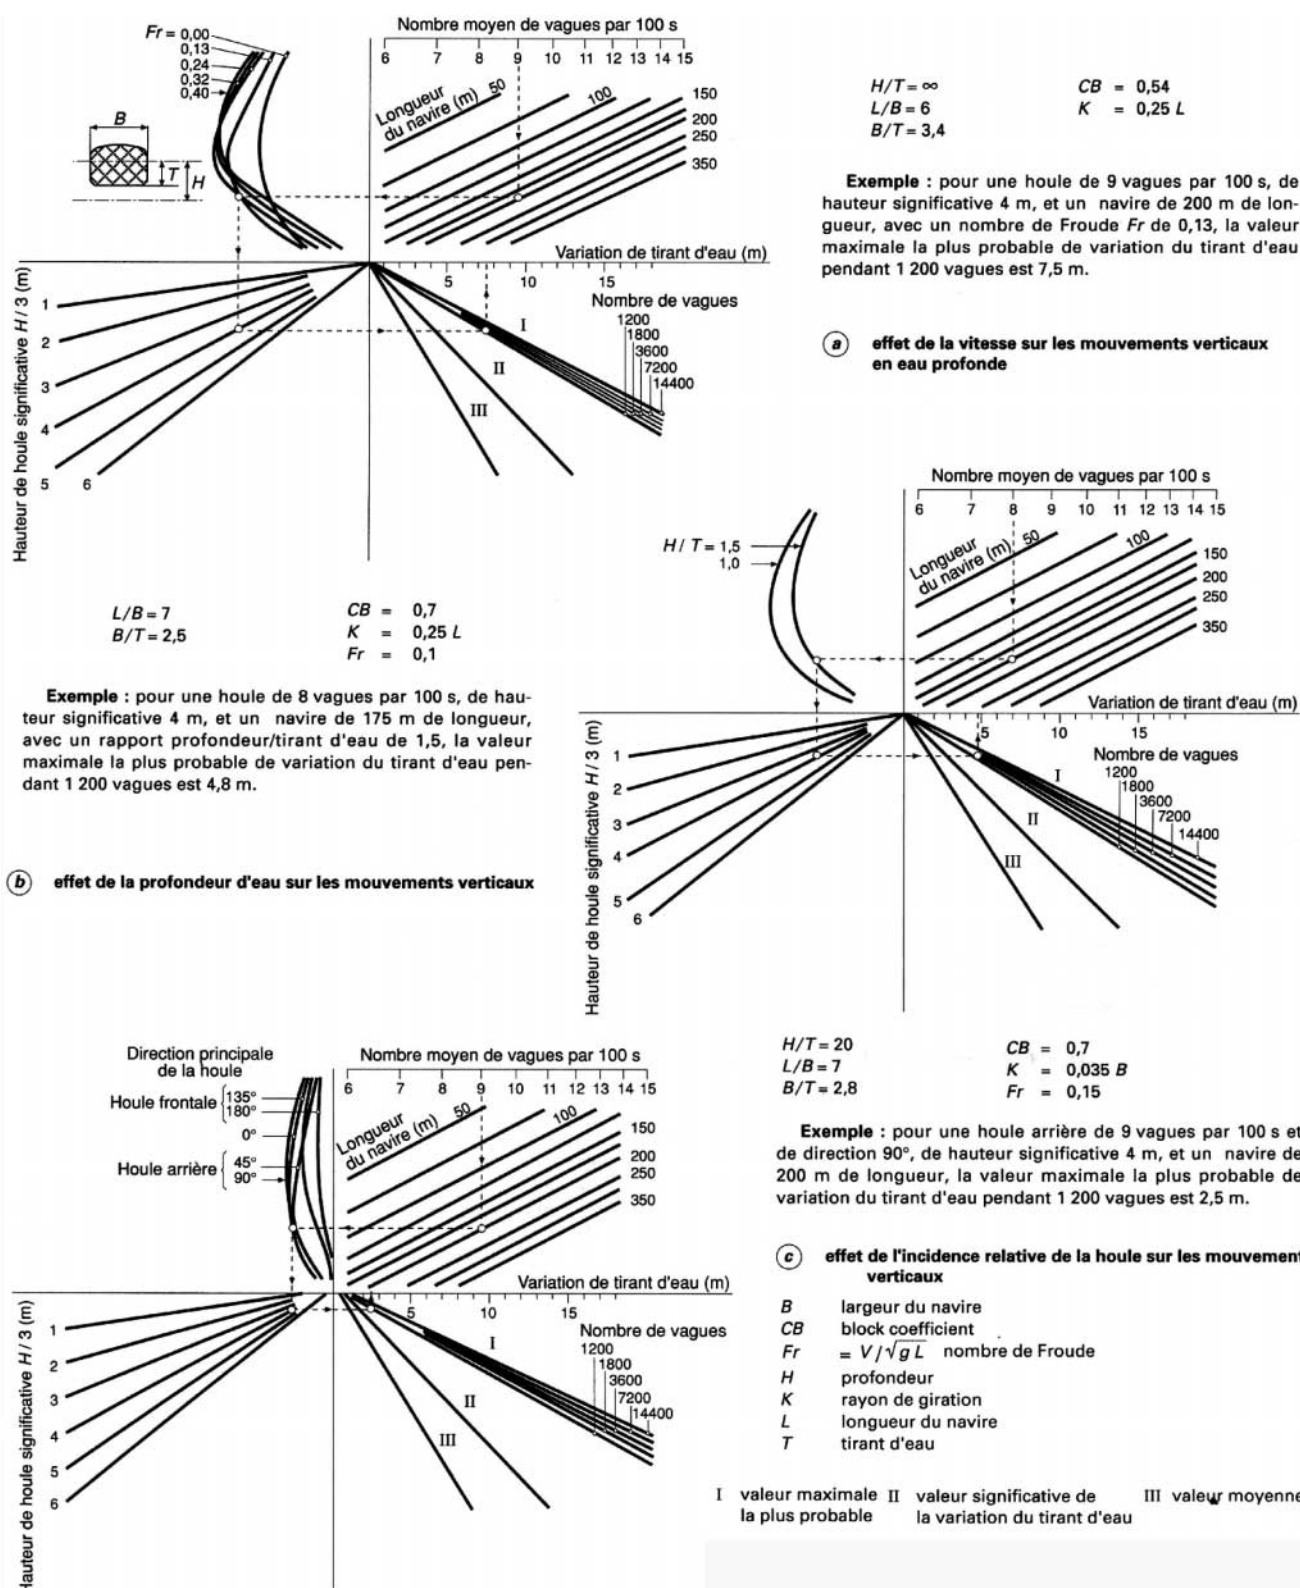 Nombre moyen de vagues par 100 s
6 7 8 9 10 11 12 13 14 15
Fr = 0,00
0,13
0,24
0,32
0,40
B
T
H
Longueur
du navire (m)
50
100
150
200
250
350
Variation de tirant d'eau (m)
5 10 15
Nombre de vagues
1200
1800
3600
7200
14400
I
II
III
Hauteur de houle significative H / 3 (m)
1
2
3
4
5 6
H/T = ∞ CB = 0,54
L/B = 6 K = 0,25 L
B/T = 3,4
Exemple : pour une houle de 9 vagues par 100 s, de
hauteur significative 4 m, et un navire de 200 m de lon-
gueur, avec un nombre de Froude Fr de 0,13, la valeur
maximale la plus probable de variation du tirant d'eau
pendant 1 200 vagues est 7,5 m.
a effet de la vitesse sur les mouvements verticaux
en eau profonde
L/B = 7 CB = 0,7
B/T = 2,5 K = 0,25 L
Fr = 0,1
Exemple : pour une houle de 8 vagues par 100 s, de hau-
teur significative 4 m, et un navire de 175 m de longueur,
avec un rapport profondeur/tirant d'eau de 1,5, la valeur
maximale la plus probable de variation du tirant d'eau pen-
dant 1 200 vagues est 4,8 m.
b effet de la profondeur d'eau sur les mouvements verticaux
Nombre moyen de vagues par 100 s
6 7 8 9 10 11 12 13 14 15
H / T = 1,5
1,0
Longueur
du navire (m)
50
100
150
200
250
350
Variation de tirant d'eau (m)
5 10 15
Nombre de vagues
1200
1800
3600
7200
14400
I
II
III
Hauteur de houle significative H / 3 (m)
1
2
3
4
5
6
Direction principale
de la houle
Houle frontale
135°
180°
0°
Houle arrière
45°
90°
Nombre moyen de vagues par 100 s
6 7 8 9 10 11 12 13 14 15
Longueur
du navire (m)
50
100
150
200
250
350
Variation de tirant d'eau (m)
5 10 15
Nombre de vagues
1200
1800
3600
7200
14400
I
II
III
Hauteur de houle significative H / 3 (m)
1
2
3
4
5
6
H/T = 20 CB = 0,7
L/B = 7 K = 0,035 B
B/T = 2,8 Fr = 0,15
Exemple : pour une houle arrière de 9 vagues par 100 s et
de direction 90°, de hauteur significative 4 m, et un navire de
200 m de longueur, la valeur maximale la plus probable de
variation du tirant d'eau pendant 1 200 vagues est 2,5 m.
c effet de l'incidence relative de la houle sur les mouvement
verticaux
B largeur du navire
CB block coefficient
Fr = V/√g L nombre de Froude
H profondeur
K rayon de giration
L longueur du navire
T tirant d'eau
I valeur maximale II valeur significative de III valeur moyenne
la plus probable la variation du tirant d'eau